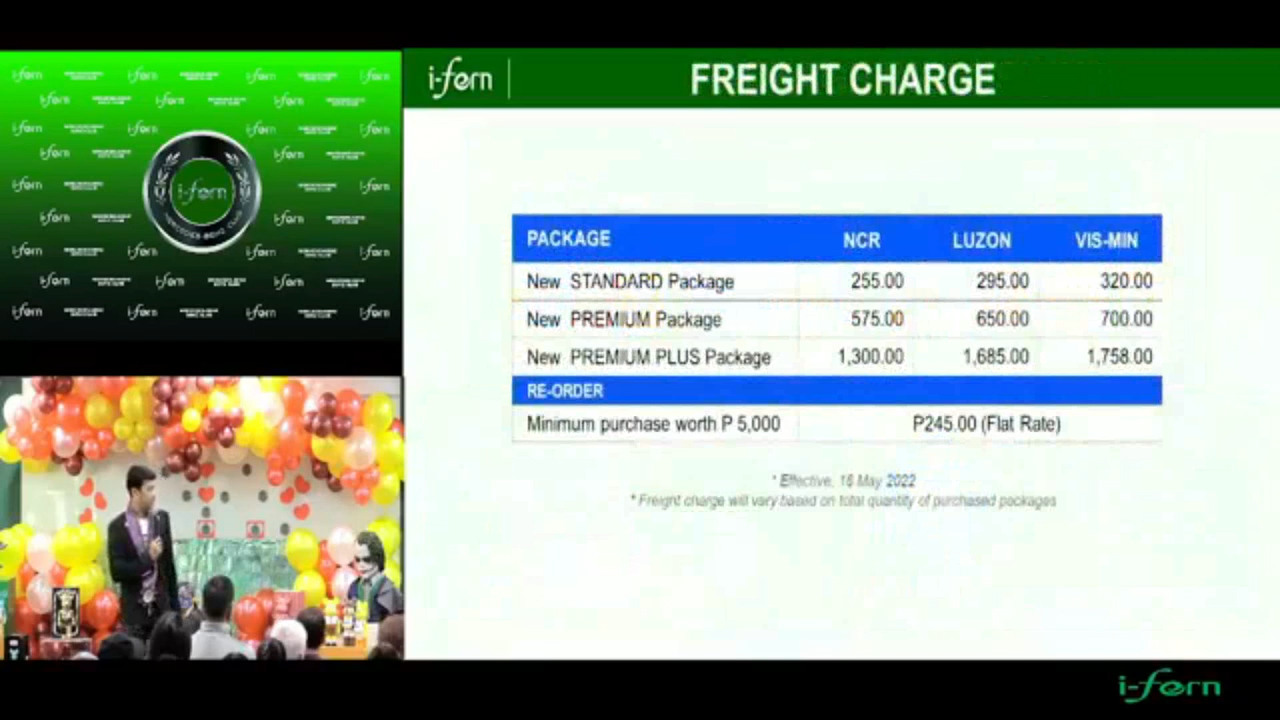 i-fern
FREIGHT CHARGE
i-fern
MERCEDES-BENZ CLUB
PACKAGE NCR LUZON VIS-MIN
New STANDARD Package 255.00 295.00 320.00
New PREMIUM Package 575.00 650.00 700.00
New PREMIUM PLUS Package 1,300.00 1,685.00 1,758.00
RE-ORDER
Minimum purchase worth P 5,000 P245.00 (Flat Rate)
* Effective, 16 May 2022
* Freight charge will vary based on total quantity of purchased packages
i-fern